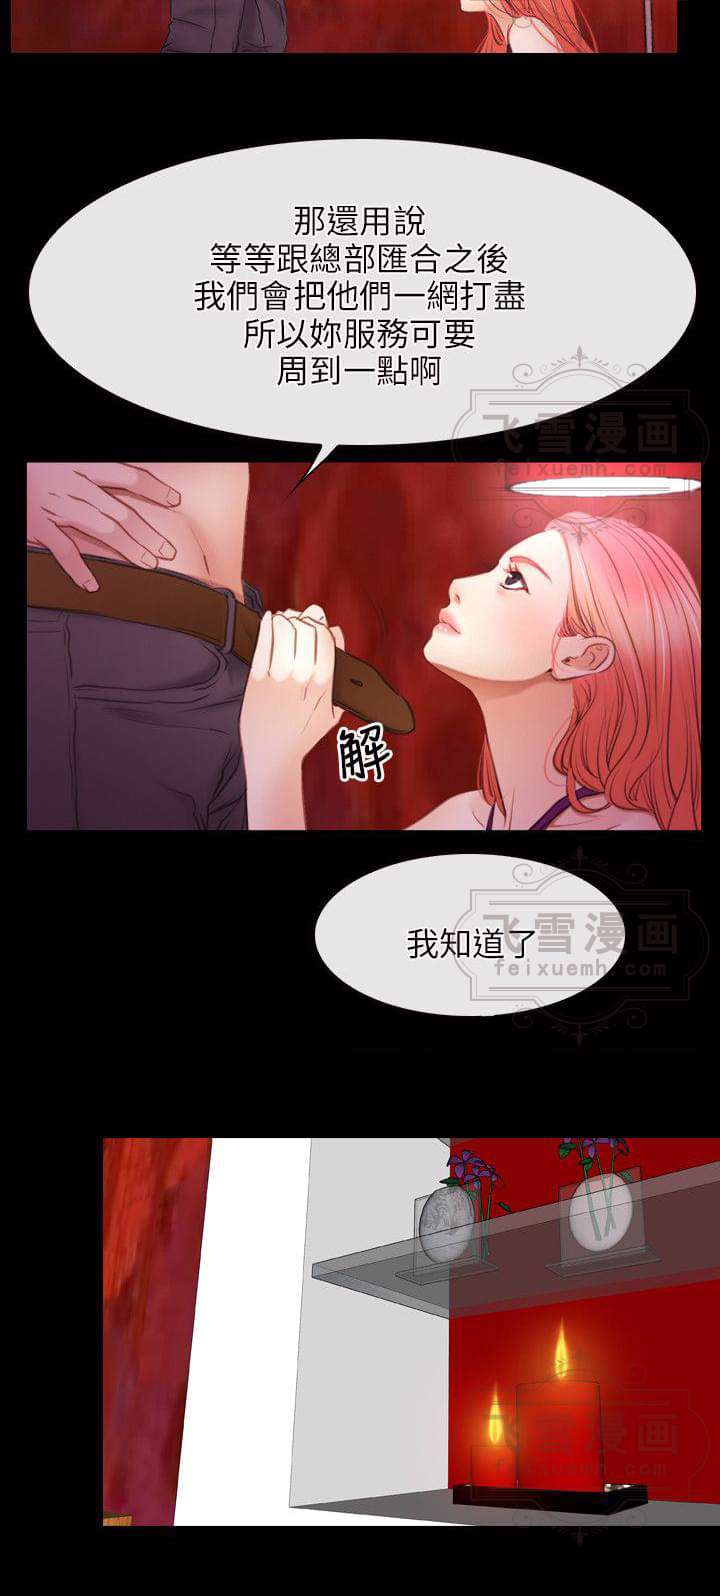 那還用說
等等跟總部匯合之後
我們會把他們一網打盡
所以妳服務可要
周到一點啊
飞雪漫画
feixuemh.com
解
我知道了
飞雪漫画
feixuemh.com
飞雪漫画
feixuemh.com